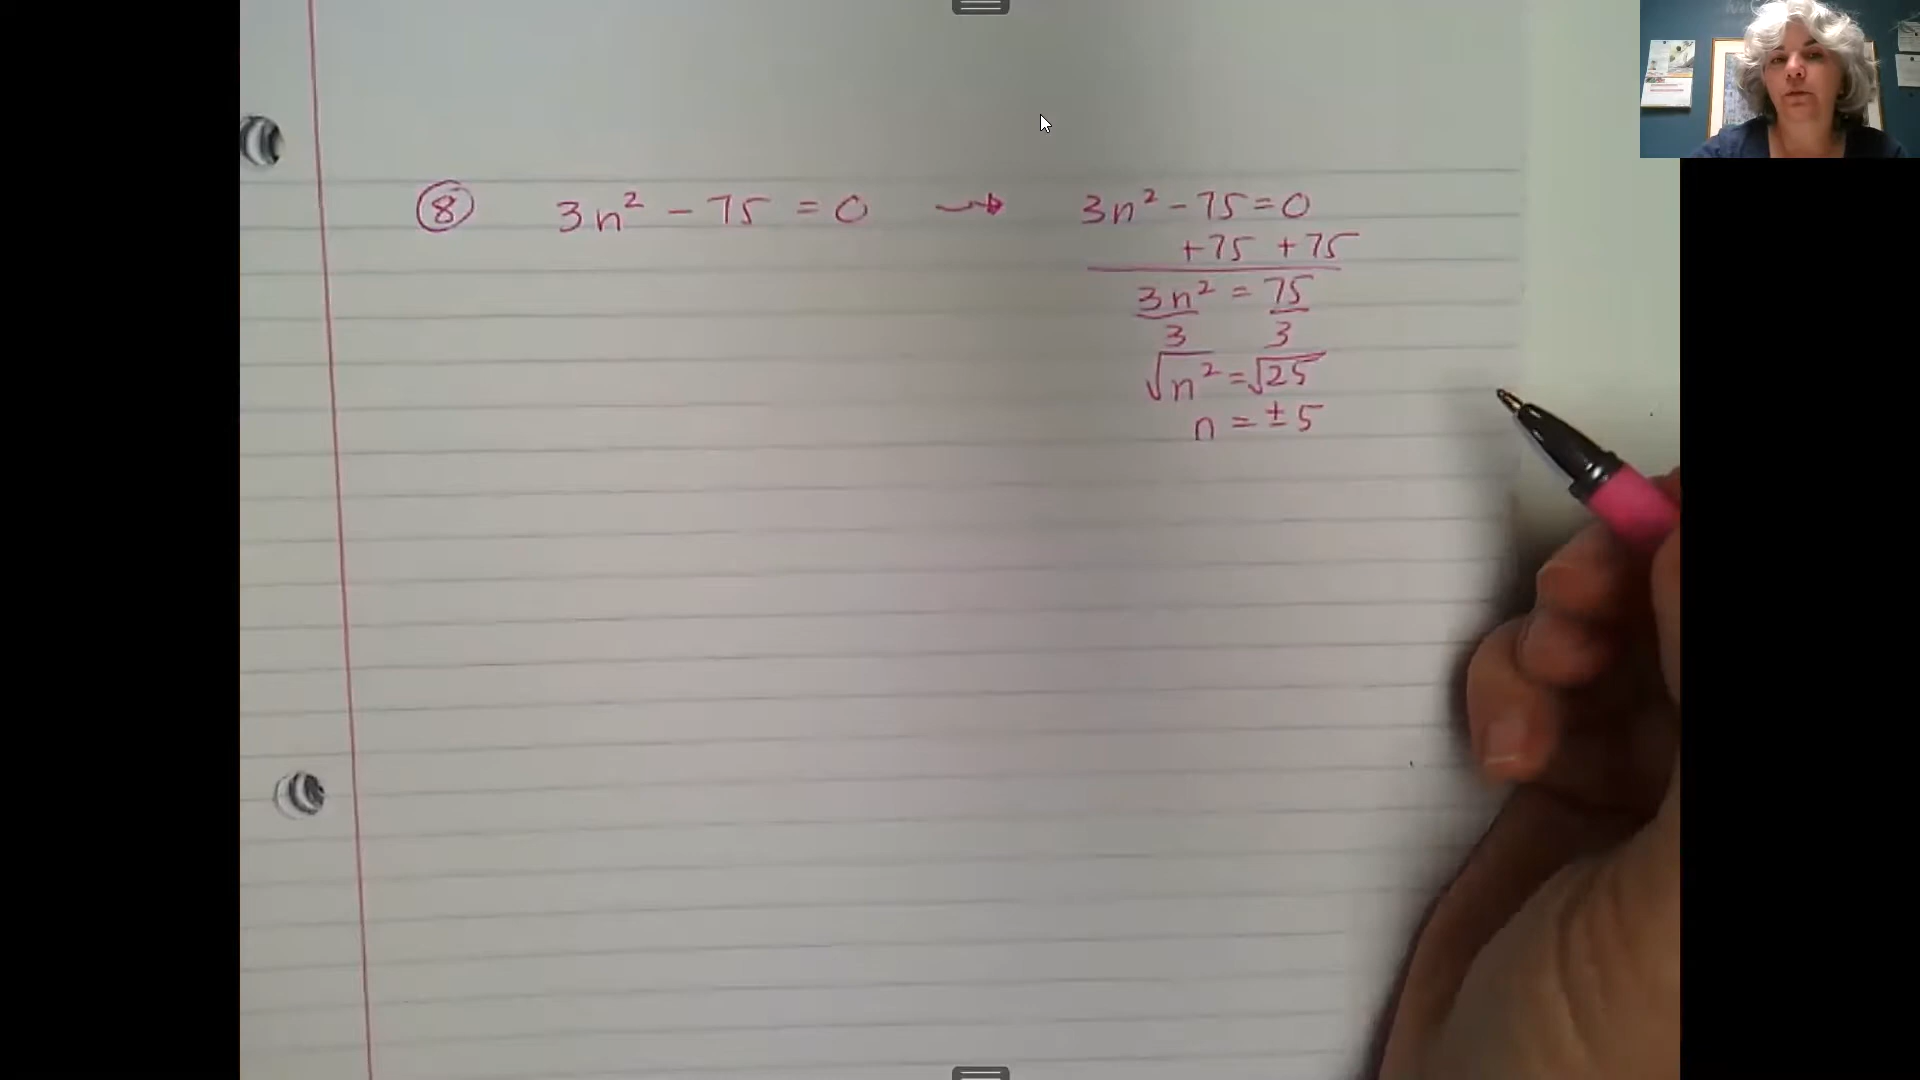 ⑧ 3n² - 75 = 0 → 3n² - 75 = 0
+75 +75
3n² = 75
3 3
√n² = √25
n = ± 5